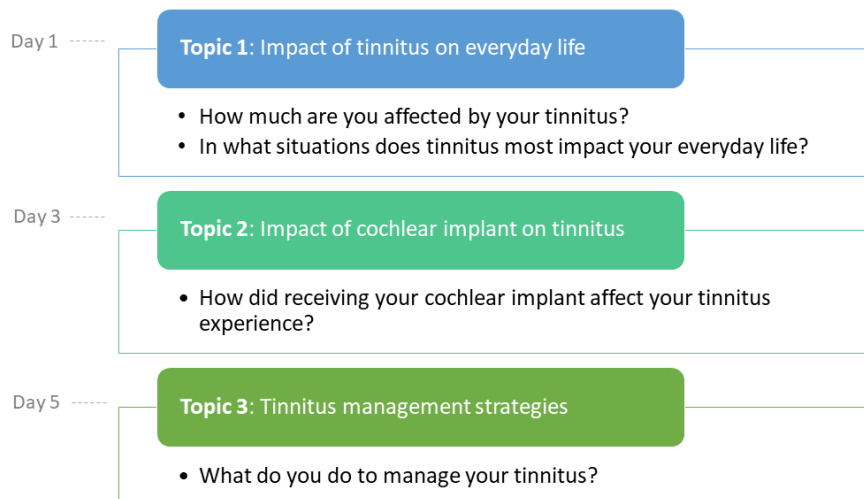 Day 1
Topic 1: Impact of tinnitus on everyday life
• How much are you affected by your tinnitus?
• In what situations does tinnitus most impact your everyday life?
Day 3
Topic 2: Impact of cochlear implant on tinnitus
• How did receiving your cochlear implant affect your tinnitus
experience?
Day 5
Topic 3: Tinnitus management strategies
• What do you do to manage your tinnitus?